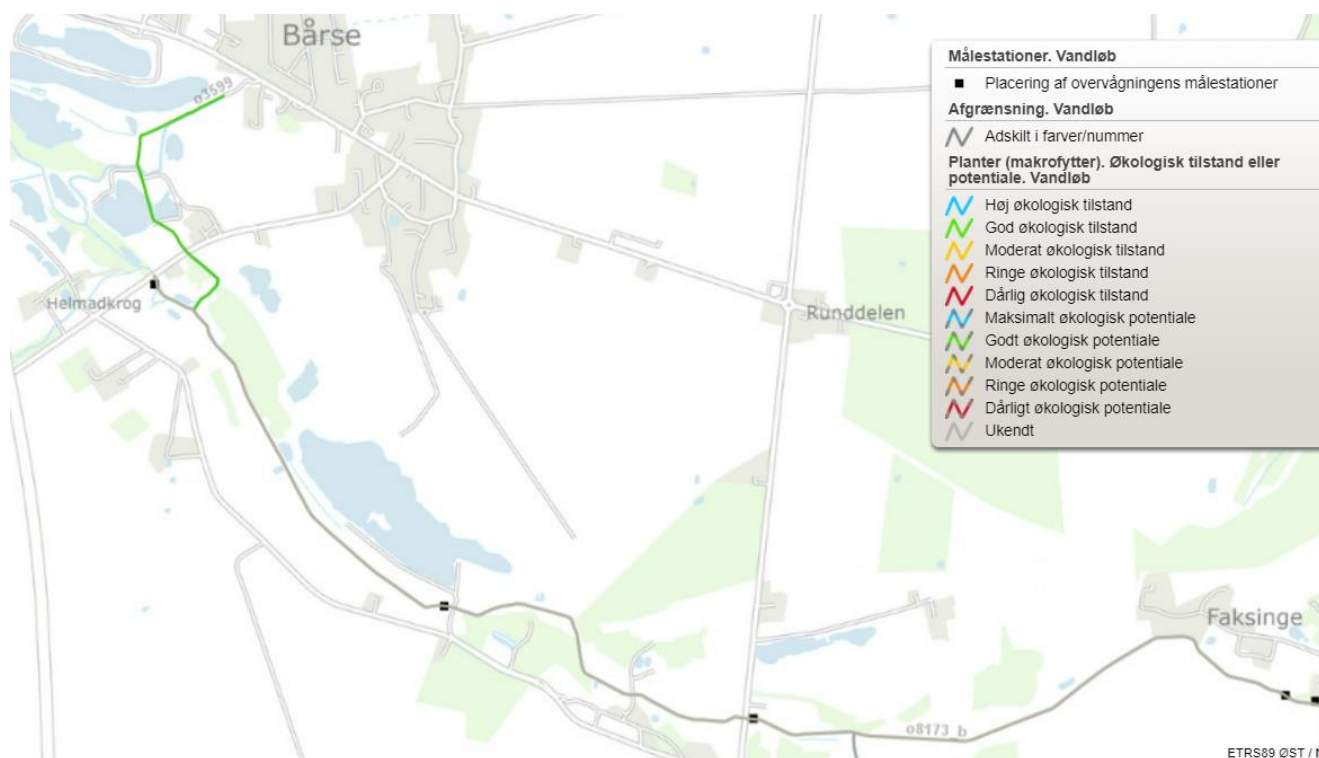 Bårse
o3599
Helmadkrog
Runddelen
Faksinge
o8173_b
Målestationer. Vandløb
Placering af overvågningens målestationer
Afgrænsning. Vandløb
Adskilt i farver/nummer
Planter (makrofytter). Økologisk tilstand eller
potentiale. Vandløb
Høj økologisk tilstand
God økologisk tilstand
Moderat økologisk tilstand
Ringe økologisk tilstand
Dårlig økologisk tilstand
Maksimalt økologisk potentiale
Godt økologisk potentiale
Moderat økologisk potentiale
Ringe økologisk potentiale
Dårligt økologisk potentiale
Ukendt
ETRS89 ØST /